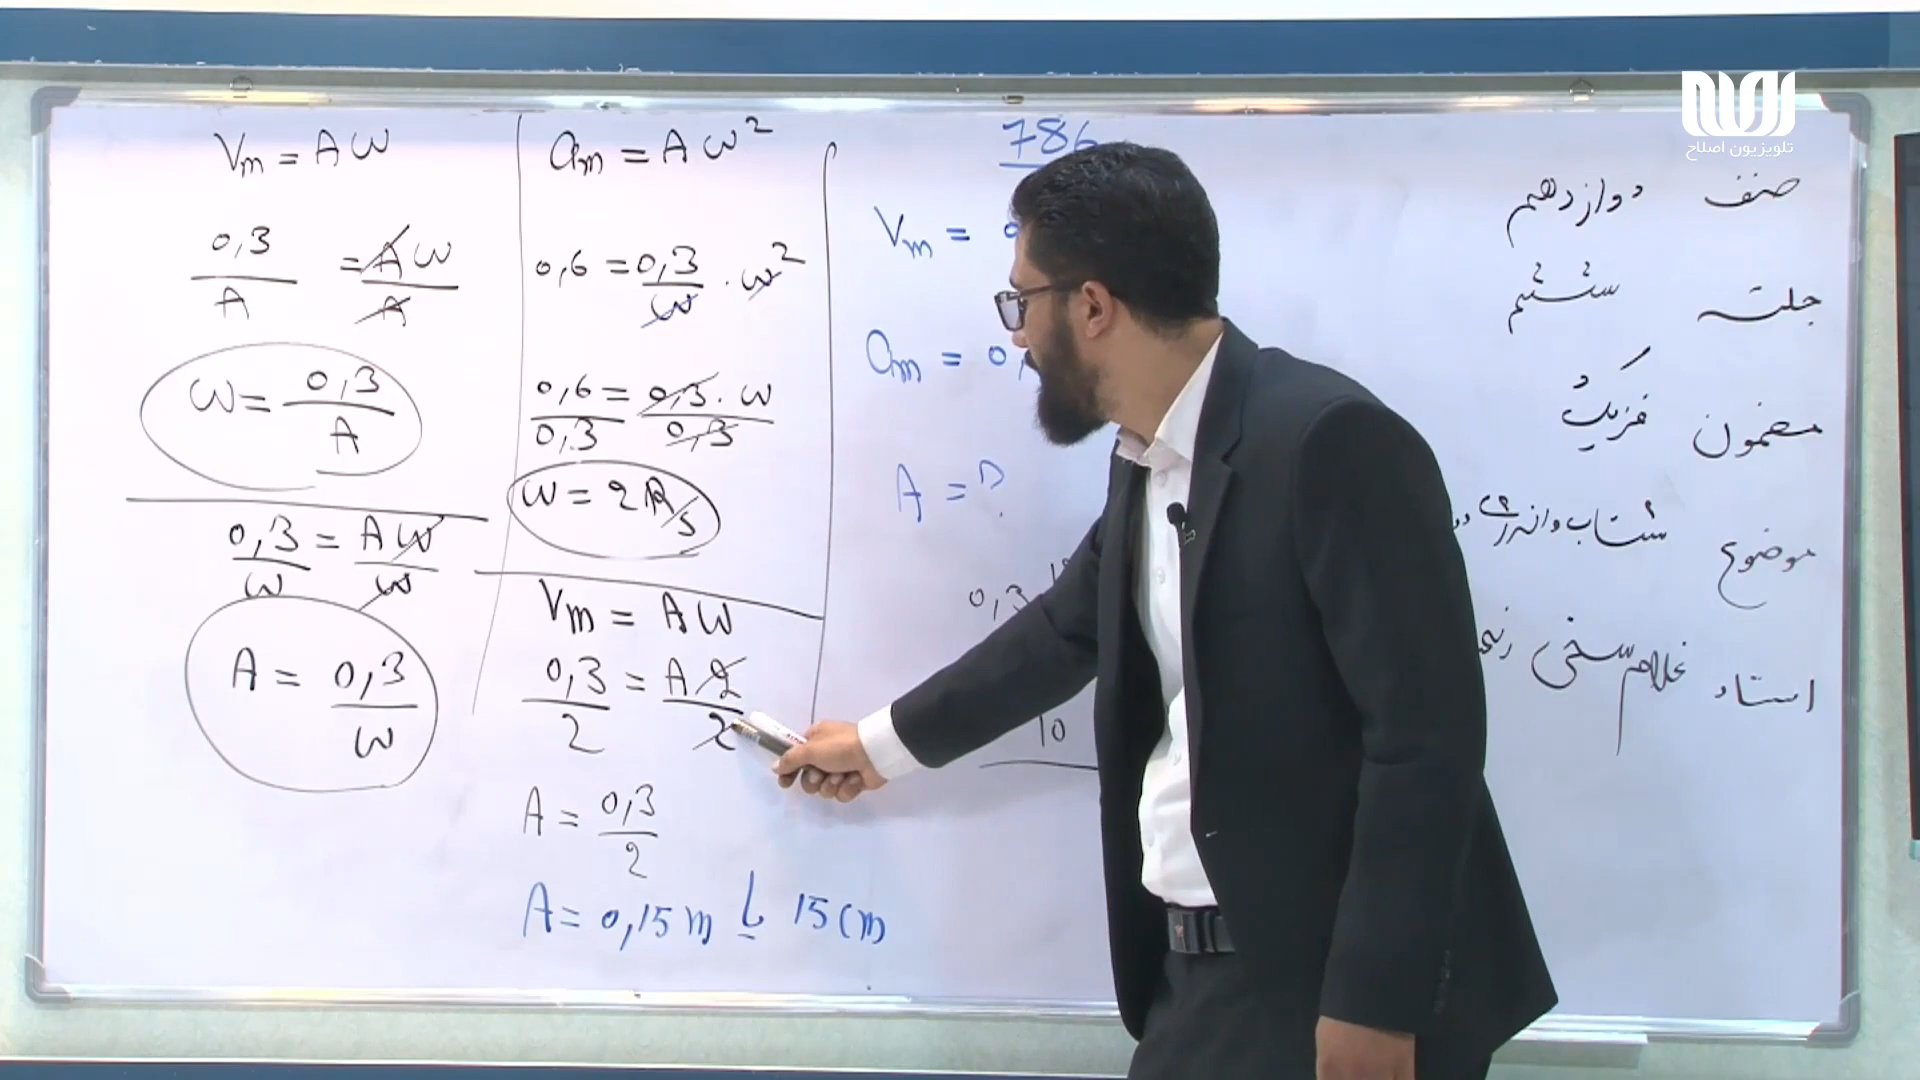 تلویزیون اصلاح
786
صنف دوازدهم
جلسه ششم
مضمون فزیک
موضوع شتاب و انرژی
استاد غلام سخی
Vm = Aω
0,3 / A = Aω / A
ω = 0,3 / A
0,3 / ω = Aω / ω
A = 0,3 / ω
am = Aω²
0,6 = 0,3 / ω · ω²
0,6 / 0,3 = 0,3 · ω / 0,3
ω = 2R/s
Vm = Aω
0,3 / 2 = A2 / 2
A = 0,3 / 2
A = 0,15 m یا 15 cm
Vm = 0
am = 0,
A = ?
0,3
10